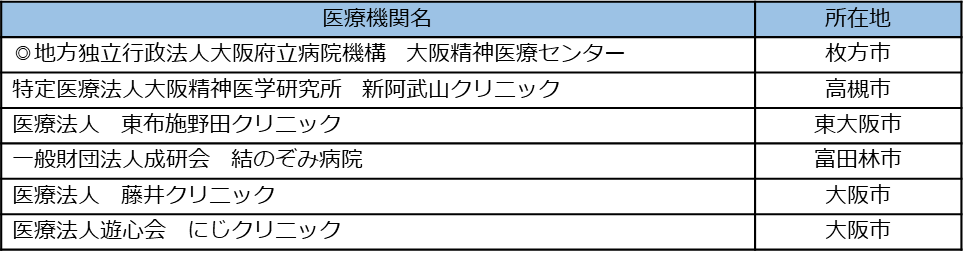 医療機関名 所在地
◎地方独立行政法人大阪府立病院機構　大阪精神医療センター 枚方市
特定医療法人大阪精神医学研究所　新阿武山クリニック 高槻市
医療法人　東布施野田クリニック 東大阪市
一般財団法人成研会　結のぞみ病院 富田林市
医療法人　藤井クリニック 大阪市
医療法人遊心会　にじクリニック 大阪市